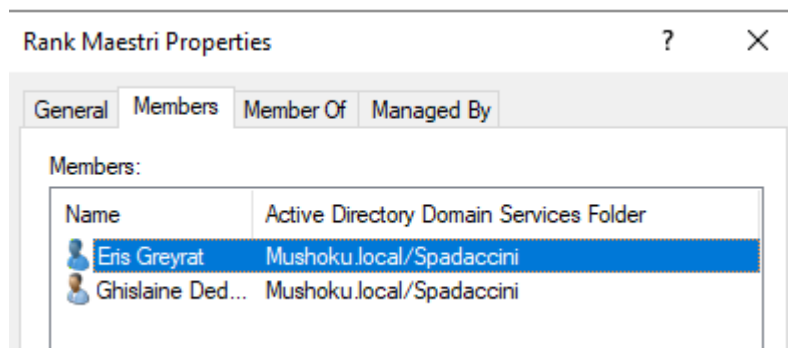 Rank Maestri Properties ? ×
General Members Member Of Managed By
Members:
Name Active Directory Domain Services Folder
Eris Greyrat Mushoku.local/Spadaccini
Ghislaine Ded... Mushoku.local/Spadaccini